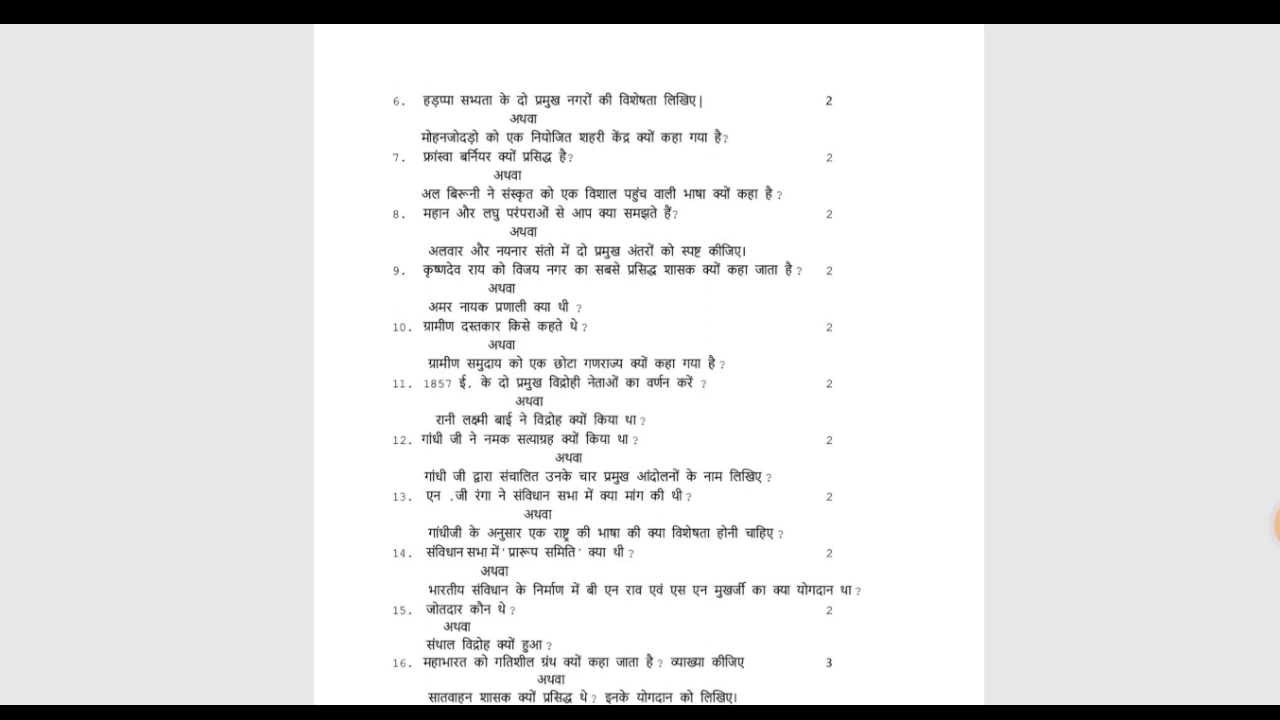 6. हड़प्पा सभ्यता के दो प्रमुख नगरों की विशेषता लिखिए| 2
अथवा
मोहनजोदड़ो को एक नियोजित शहरी केंद्र क्यों कहा गया है?
7. फ्रांस्वा बर्नियर क्यों प्रसिद्ध है? 2
अथवा
अल बिरूनी ने संस्कृत को एक विशाल पहुंच वाली भाषा क्यों कहा है ?
8. महान और लघु परंपराओं से आप क्या समझते हैं? 2
अथवा
अलवार और नयनार संतो में दो प्रमुख अंतरों को स्पष्ट कीजिए।
9. कृष्णदेव राय को विजय नगर का सबसे प्रसिद्ध शासक क्यों कहा जाता है ? 2
अथवा
अमर नायक प्रणाली क्या थी ?
10. ग्रामीण दस्तकार किसे कहते थे ? 2
अथवा
ग्रामीण समुदाय को एक छोटा गणराज्य क्यों कहा गया है ?
11. 1857 ई. के दो प्रमुख विद्रोही नेताओं का वर्णन करें ? 2
अथवा
रानी लक्ष्मी बाई ने विद्रोह क्यों किया था ?
12. गांधी जी ने नमक सत्याग्रह क्यों किया था ? 2
अथवा
गांधी जी द्वारा संचालित उनके चार प्रमुख आंदोलनों के नाम लिखिए ?
13. एन .जी रंगा ने संविधान सभा में क्या मांग की थी ? 2
अथवा
गांधीजी के अनुसार एक राष्ट्र की भाषा की क्या विशेषता होनी चाहिए ?
14. संविधान सभा में ' प्रारूप समिति ' क्या थी ? 2
अथवा
भारतीय संविधान के निर्माण में बी एन राव एवं एस एन मुखर्जी का क्या योगदान था ?
15. जोतदार कौन थे ? 2
अथवा
संथाल विद्रोह क्यों हुआ ?
16. महाभारत को गतिशील ग्रंथ क्यों कहा जाता है ? व्याख्या कीजिए 3
अथवा
सातवाहन शासक क्यों प्रसिद्ध थे ? इनके योगदान को लिखिए।